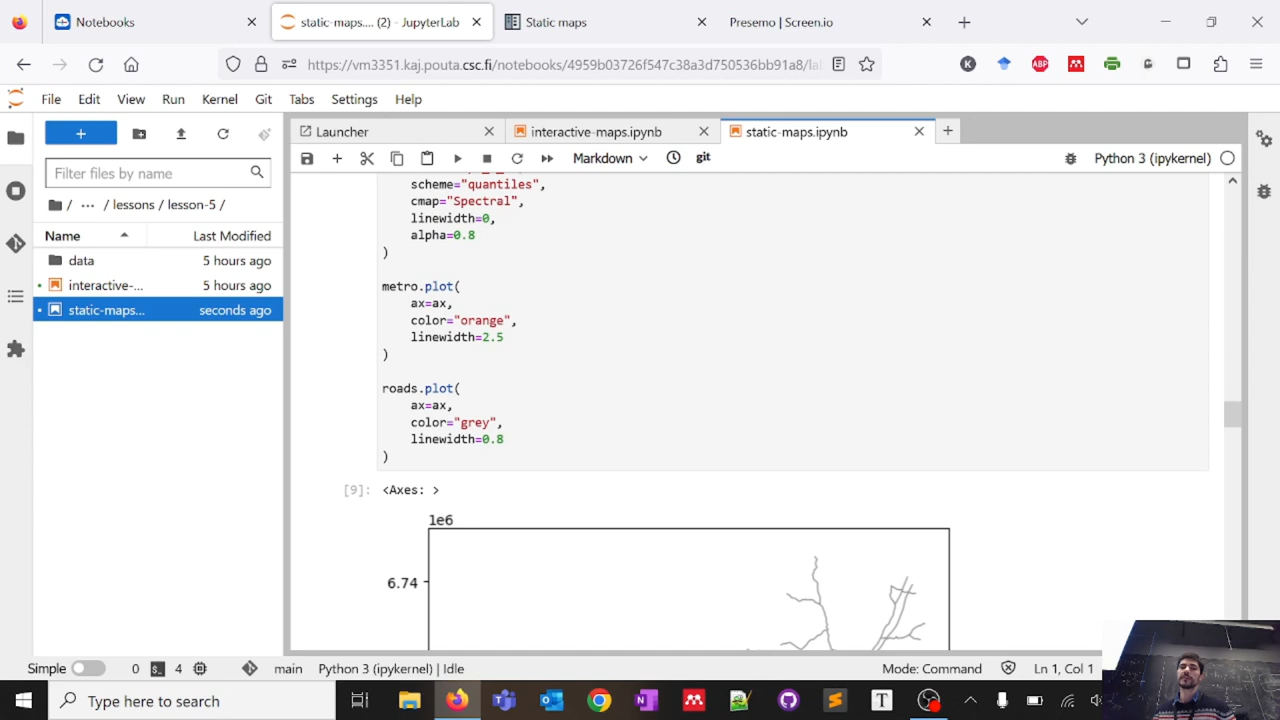 Notebooks
static-maps.... (2) - JupyterLab
Static maps
Presemo | Screen.io
https://vm3351.kaj.pouta.csc.fi/notebooks/4959b03726f547c38a3d750536bb91a8/la
File Edit View Run Kernel Git Tabs Settings Help
Launcher
interactive-maps.ipynb
static-maps.ipynb
Markdown
git
Python 3 (ipykernel)
Filter files by name
/ ··· / lessons / lesson-5 /
Name Last Modified
data 5 hours ago
interactive-... 5 hours ago
static-maps... seconds ago
scheme="quantiles",
cmap="Spectral",
linewidth=0,
alpha=0.8
)
metro.plot(
ax=ax,
color="orange",
linewidth=2.5
)
roads.plot(
ax=ax,
color="grey",
linewidth=0.8
)
[9]: <Axes: >
1e6
6.74
Simple 0 4 main Python 3 (ipykernel) | Idle
Mode: Command Ln 1, Col 1
Type here to search